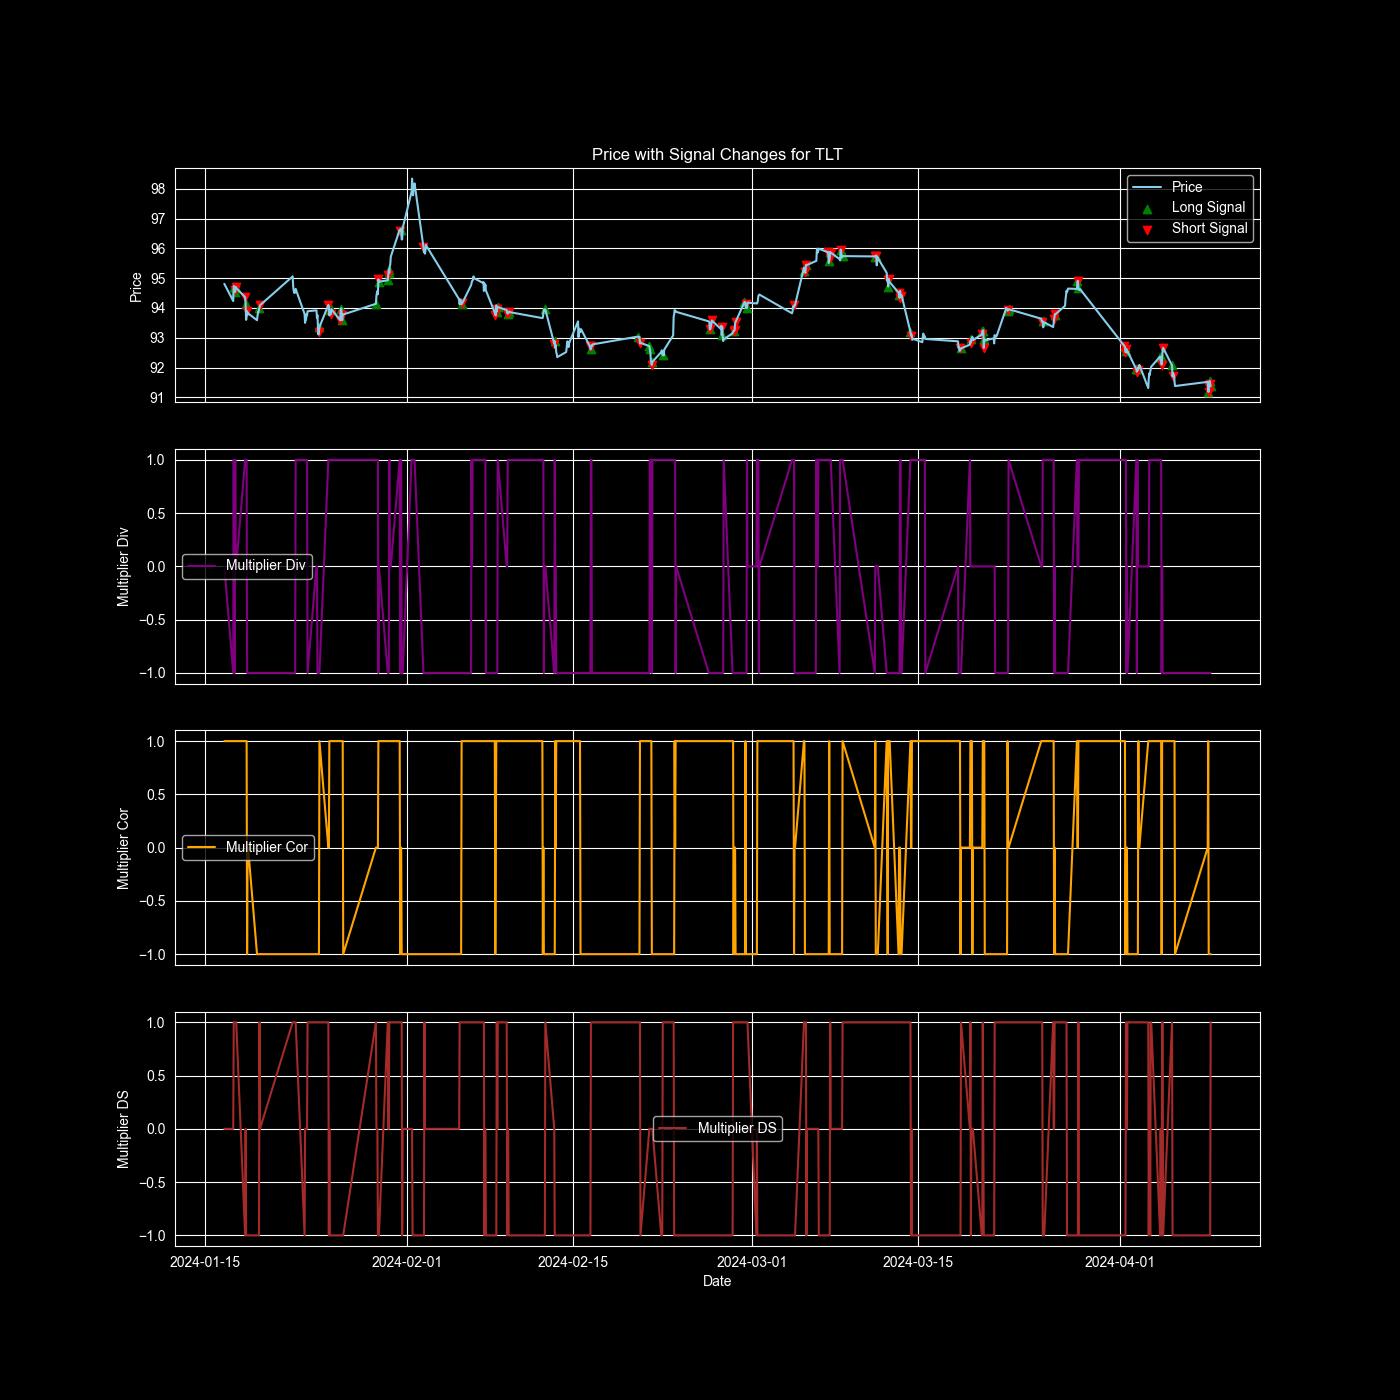 Price with Signal Changes for TLT
98
97
96
95
94
93
92
91
Price
Price
Long Signal
Short Signal
1.0
0.5
0.0
−0.5
−1.0
Multiplier Div
Multiplier Div
1.0
0.5
0.0
−0.5
−1.0
Multiplier Cor
Multiplier Cor
1.0
0.5
0.0
−0.5
−1.0
Multiplier DS
Multiplier DS
2024-01-15 2024-02-01 2024-02-15 2024-03-01 2024-03-15 2024-04-01
Date